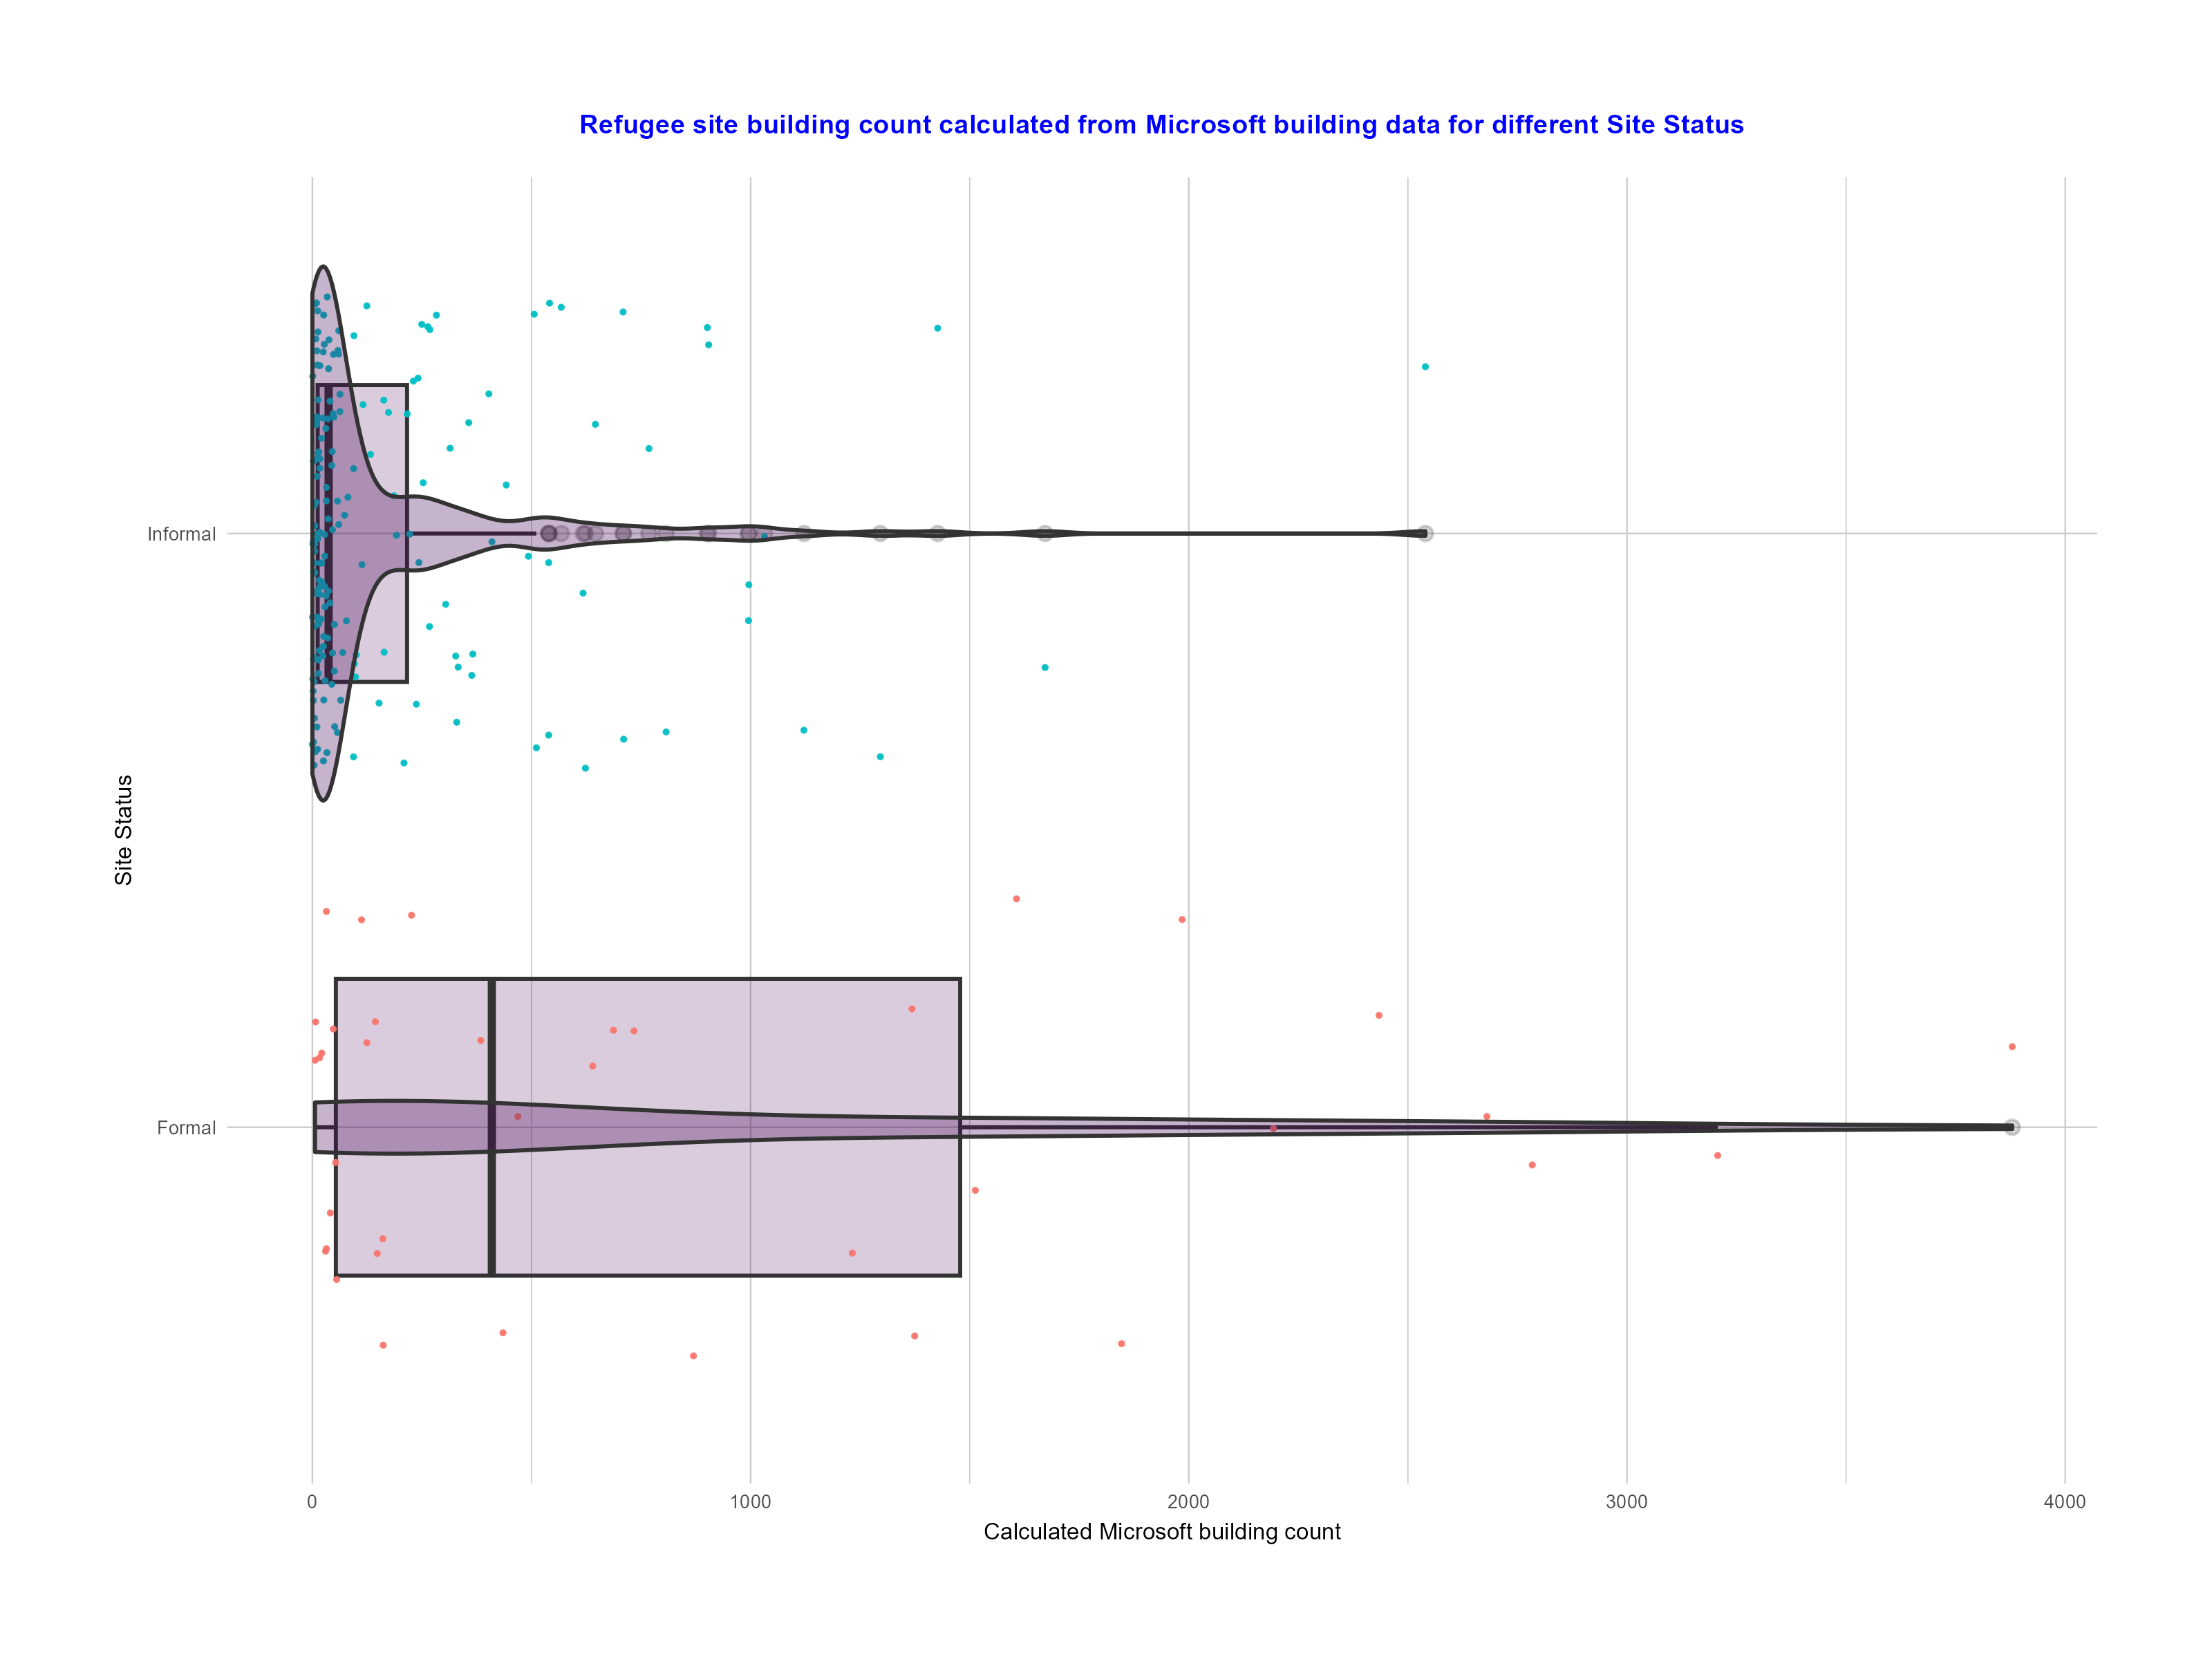 Refugee site building count calculated from Microsoft building data for different Site Status
Informal
Site Status
Formal
0 1000 2000 3000 4000
Calculated Microsoft building count